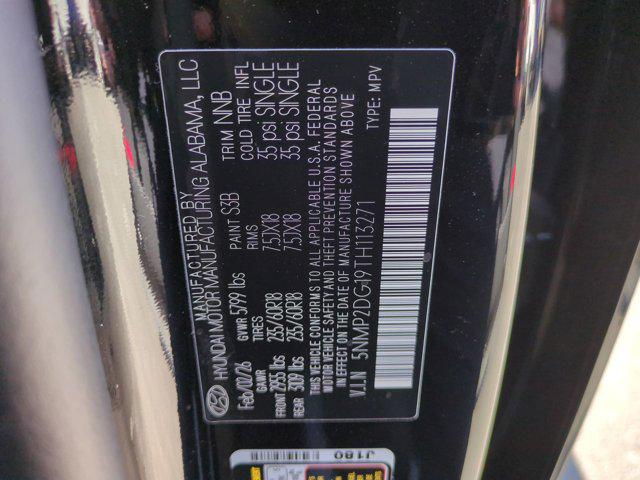 MANUFACTURED BY
HYUNDAI MOTOR MANUFACTURING ALABAMA, LLC
Feb/02/26 GVWR 5799 lbs PAINT S3B TRIM NNB
GAWR TIRES RIMS COLD TIRE INFL
FRONT 2955 lbs 235/60R18 7.5JX18 35 psi SINGLE
REAR 3009 lbs 235/60R18 7.5JX18 35 psi SINGLE
THIS VEHICLE CONFORMS TO ALL APPLICABLE U.S.A. FEDERAL
MOTOR VEHICLE SAFETY AND THEFT PREVENTION STANDARDS
IN EFFECT ON THE DATE OF MANUFACTURE SHOWN ABOVE
V.I.N 5NMP2DG19TH113271 TYPE: MPV
J180